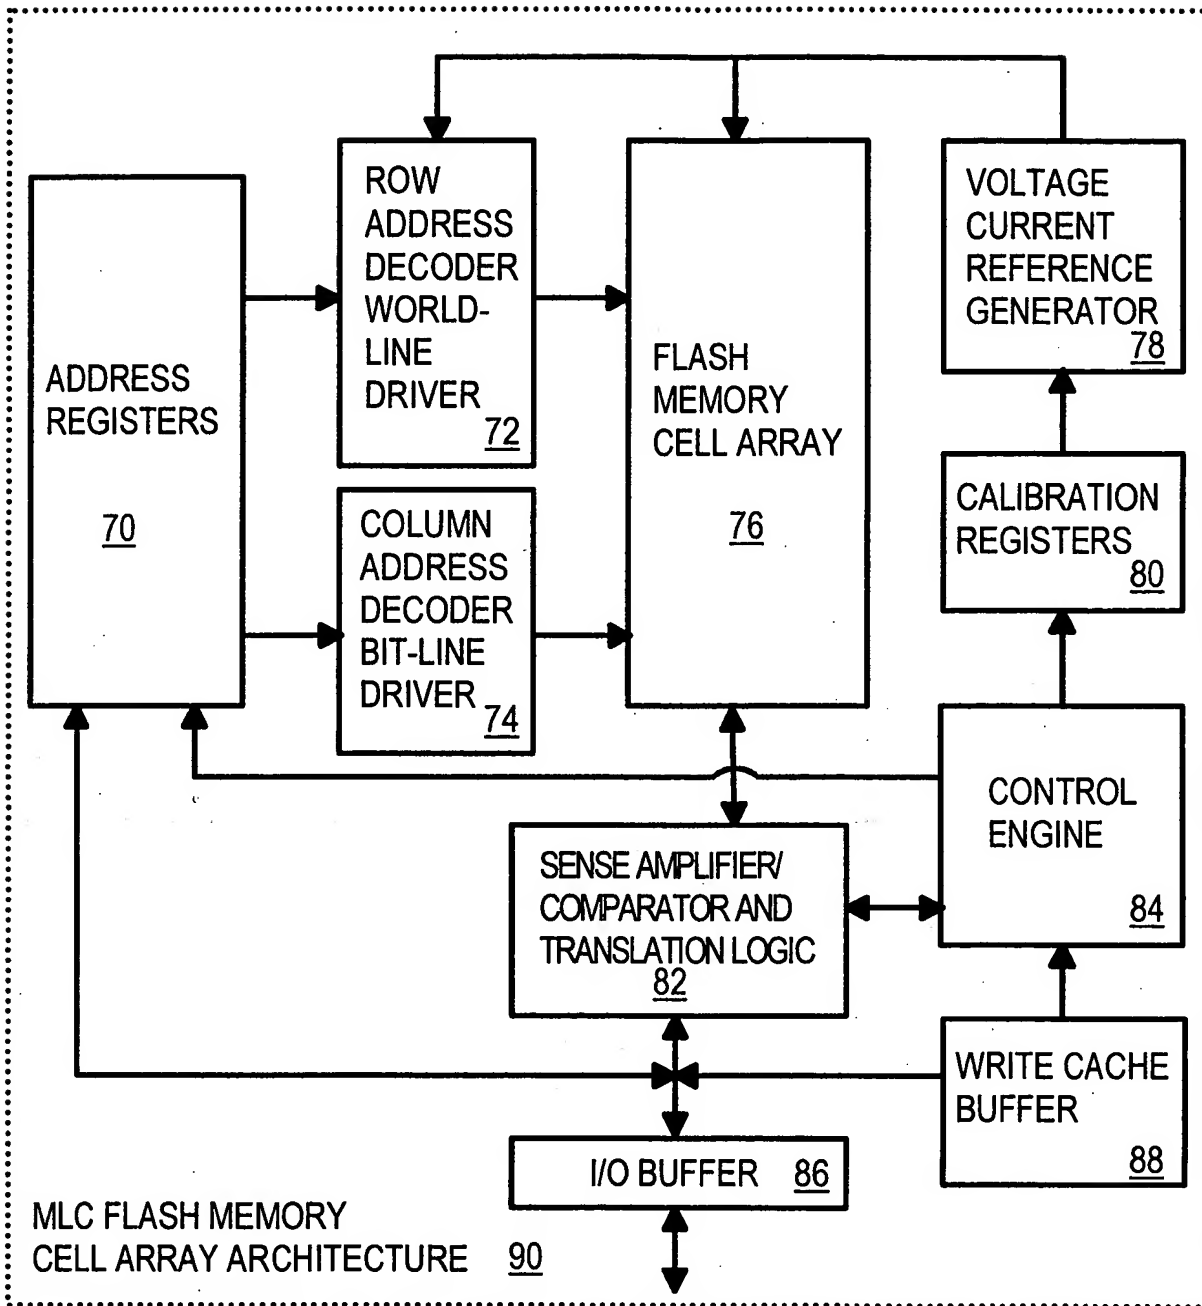 ROW
ADDRESS
DECODER
WORLD-
LINE
DRIVER
72
VOLTAGE
CURRENT
REFERENCE
GENERATOR
78
ADDRESS
REGISTERS
70
FLASH
MEMORY
CELL ARRAY
76
COLUMN
ADDRESS
DECODER
BIT-LINE
DRIVER
74
CALIBRATION
REGISTERS
80
CONTROL
ENGINE
84
SENSE AMPLIFIER/
COMPARATOR AND
TRANSLATION LOGIC
82
WRITE CACHE
BUFFER
88
I/O BUFFER 86
MLC FLASH MEMORY
CELL ARRAY ARCHITECTURE 90